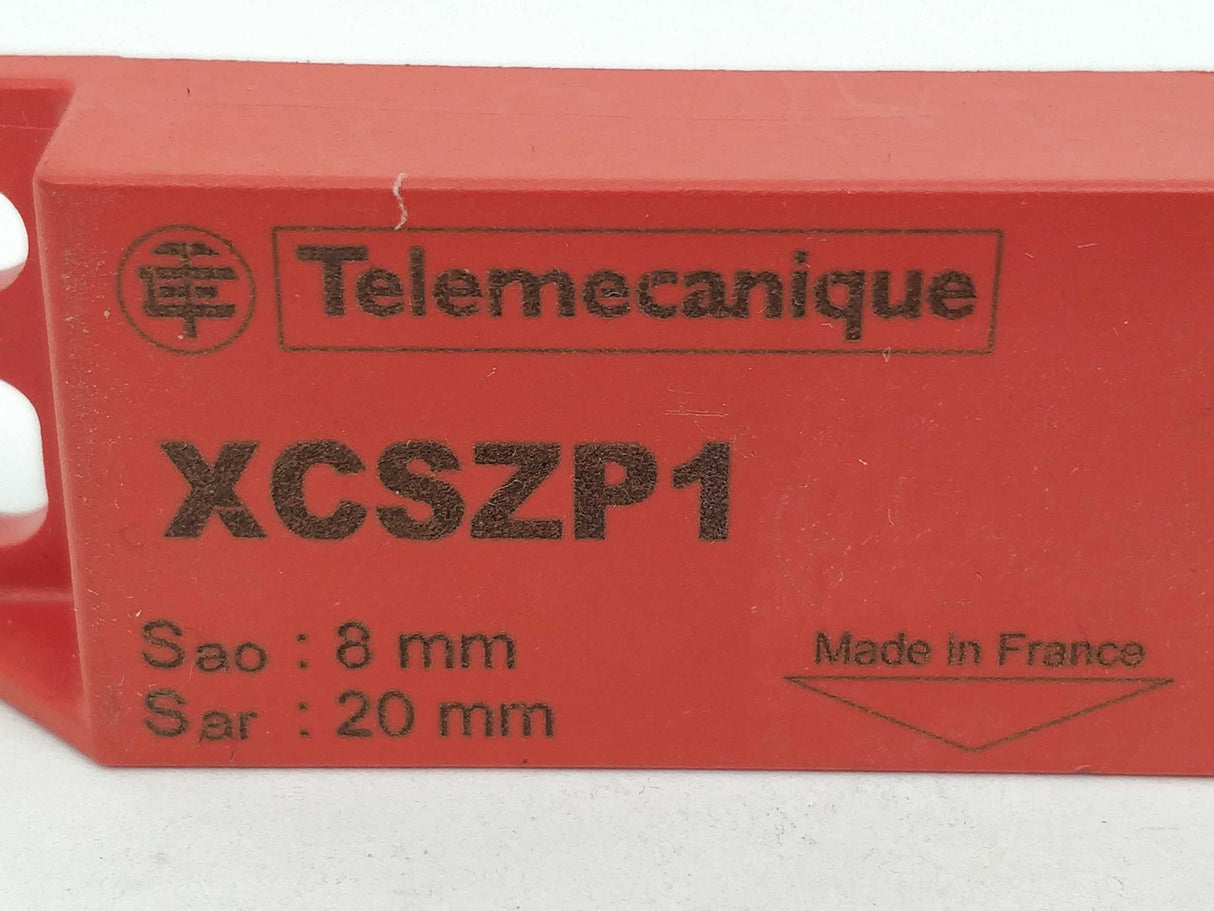 Telemecanique
XCSZP1
Sao : 8 mm
Sar : 20 mm
Made in France